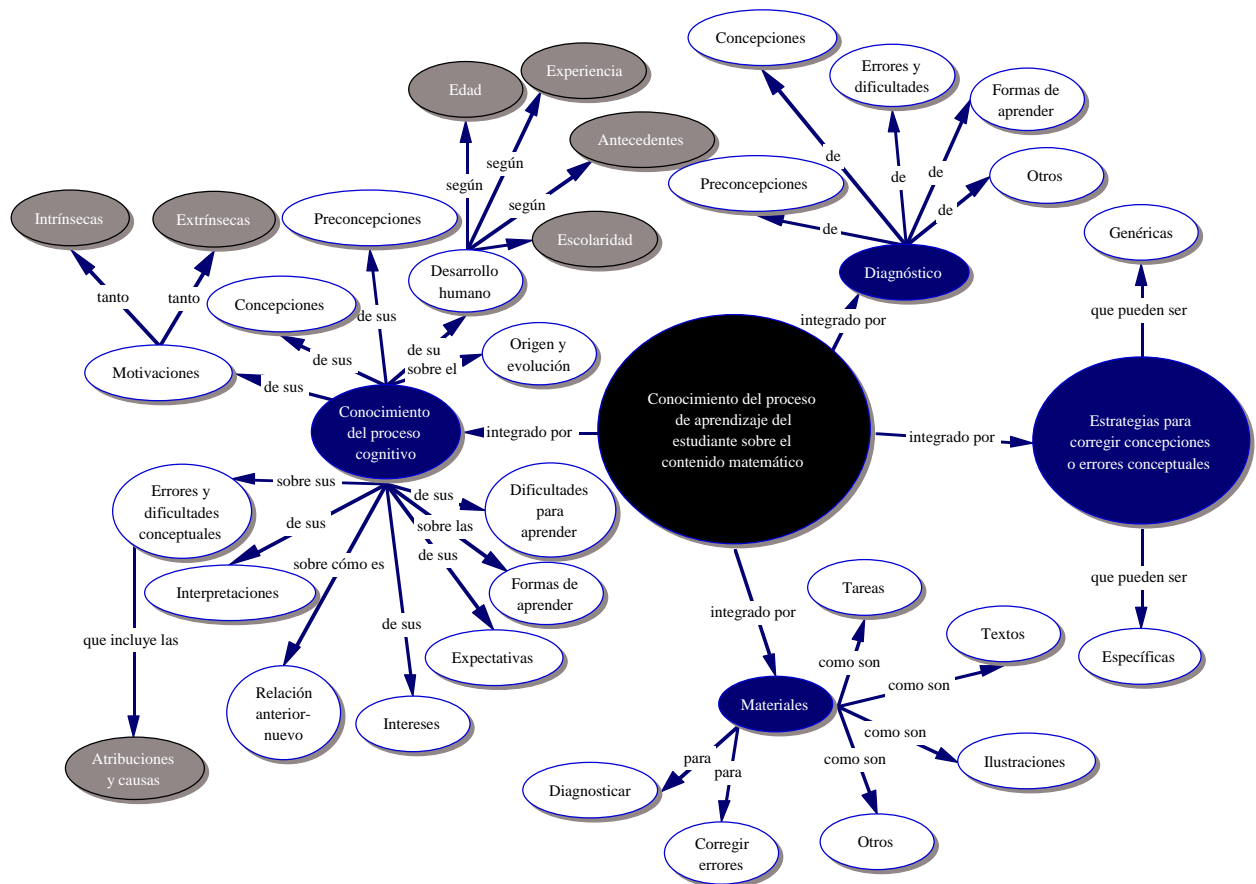 Concepciones
Errores y
dificultades
Formas de
aprender
Experiencia
Edad
Antecedentes
según
según
según
de
de
de
de
de
Preconcepciones
Otros
Intrínsecas
Extrínsecas
Preconcepciones
Escolaridad
Genéricas
Desarrollo
humano
Diagnóstico
tanto
tanto
Concepciones
de sus
integrado por
que pueden ser
Motivaciones
de sus
de sus
de su
sobre el
Origen y
evolución
Conocimiento
del proceso
cognitivo
integrado por
Conocimiento del proceso
de aprendizaje del
estudiante sobre el
contenido matemático
integrado por
Estrategias para
corregir concepciones
o errores conceptuales
Errores y
dificultades
conceptuales
sobre sus
de sus
de sus
sobre las
de sus
Dificultades
para
aprender
sobre cómo es
Interpretaciones
Formas de
aprender
de sus
integrado por
Tareas
que pueden ser
que incluye las
Expectativas
Textos
Específicas
como son
como son
Relación
anterior-
nuevo
Intereses
Materiales
como son
como son
Atribuciones
y causas
para
para
Ilustraciones
Diagnosticar
Corregir
errores
Otros